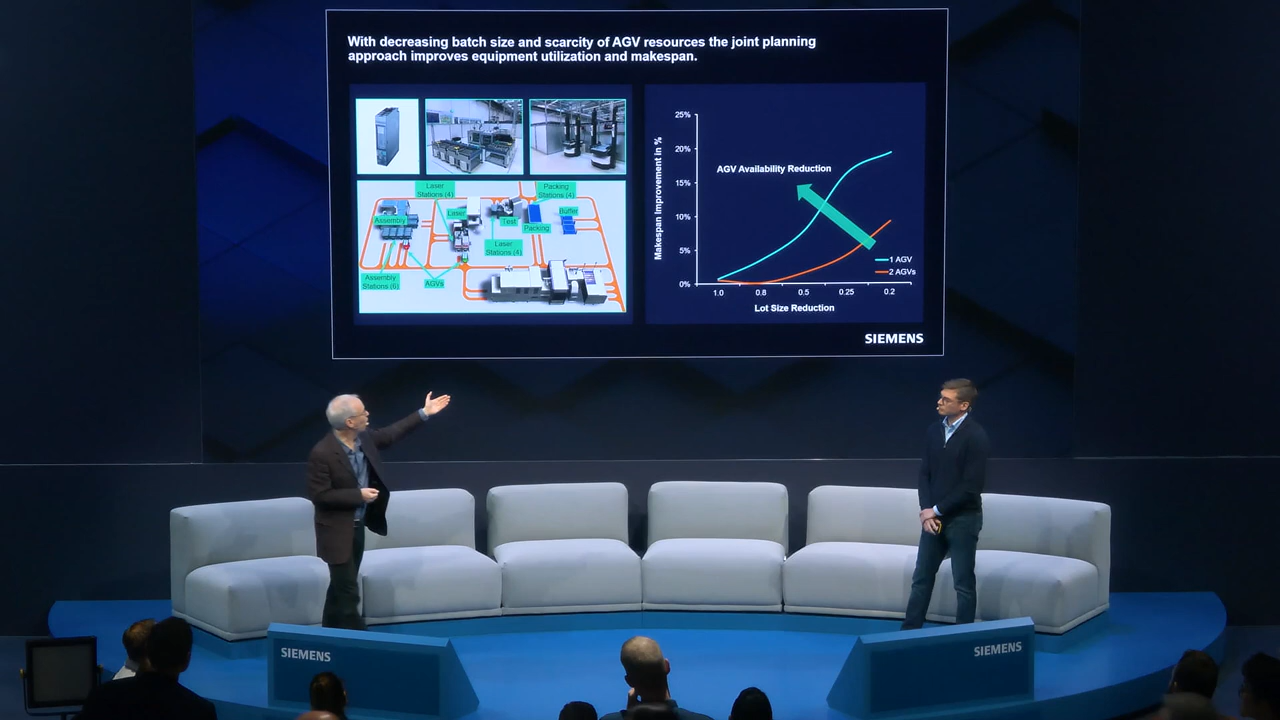 With decreasing batch size and scarcity of AGV resources the joint planning
approach improves equipment utilization and makespan.
Laser
Stations (4)
Packing
Stations (4)
Assembly
Laser
Test
Packing
Buffer
Laser
Stations (4)
Assembly
Stations (6)
AGVs
Makespan Improvement in %
25%
20%
15%
10%
5%
0%
AGV Availability Reduction
1 AGV
2 AGVs
1.0
0.8
0.5
0.25
0.2
Lot Size Reduction
SIEMENS
SIEMENS
SIEMENS